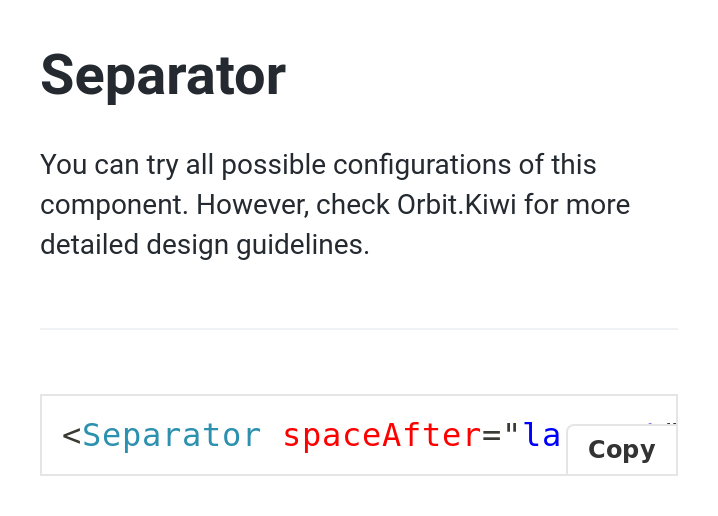 Separator
You can try all possible configurations of this
component. However, check Orbit.Kiwi for more
detailed design guidelines.
<Separator spaceAfter="la
Copy